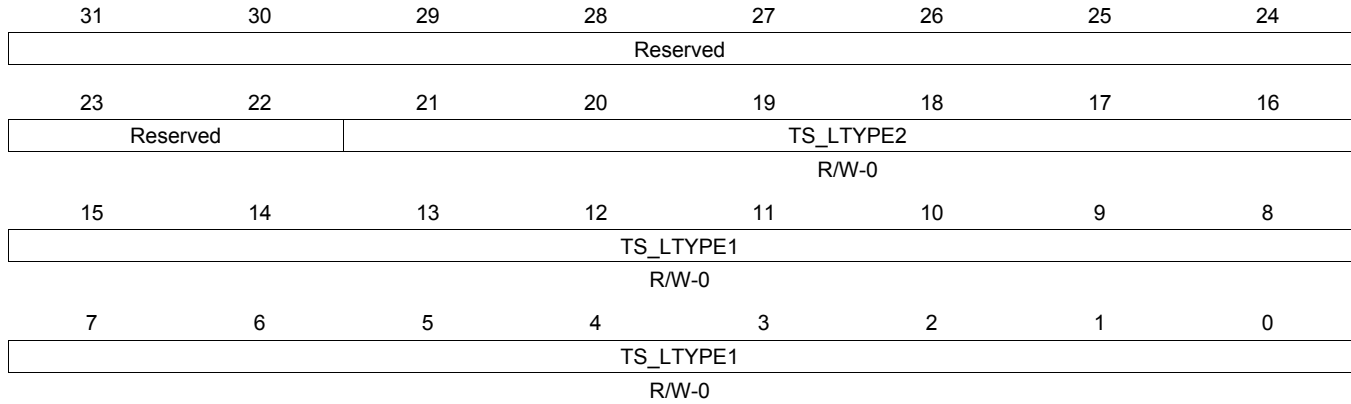 31 30 29 28 27 26 25 24
Reserved
23 22 21 20 19 18 17 16
Reserved TS_LTYPE2
R/W-0
15 14 13 12 11 10 9 8
TS_LTYPE1
R/W-0
7 6 5 4 3 2 1 0
TS_LTYPE1
R/W-0